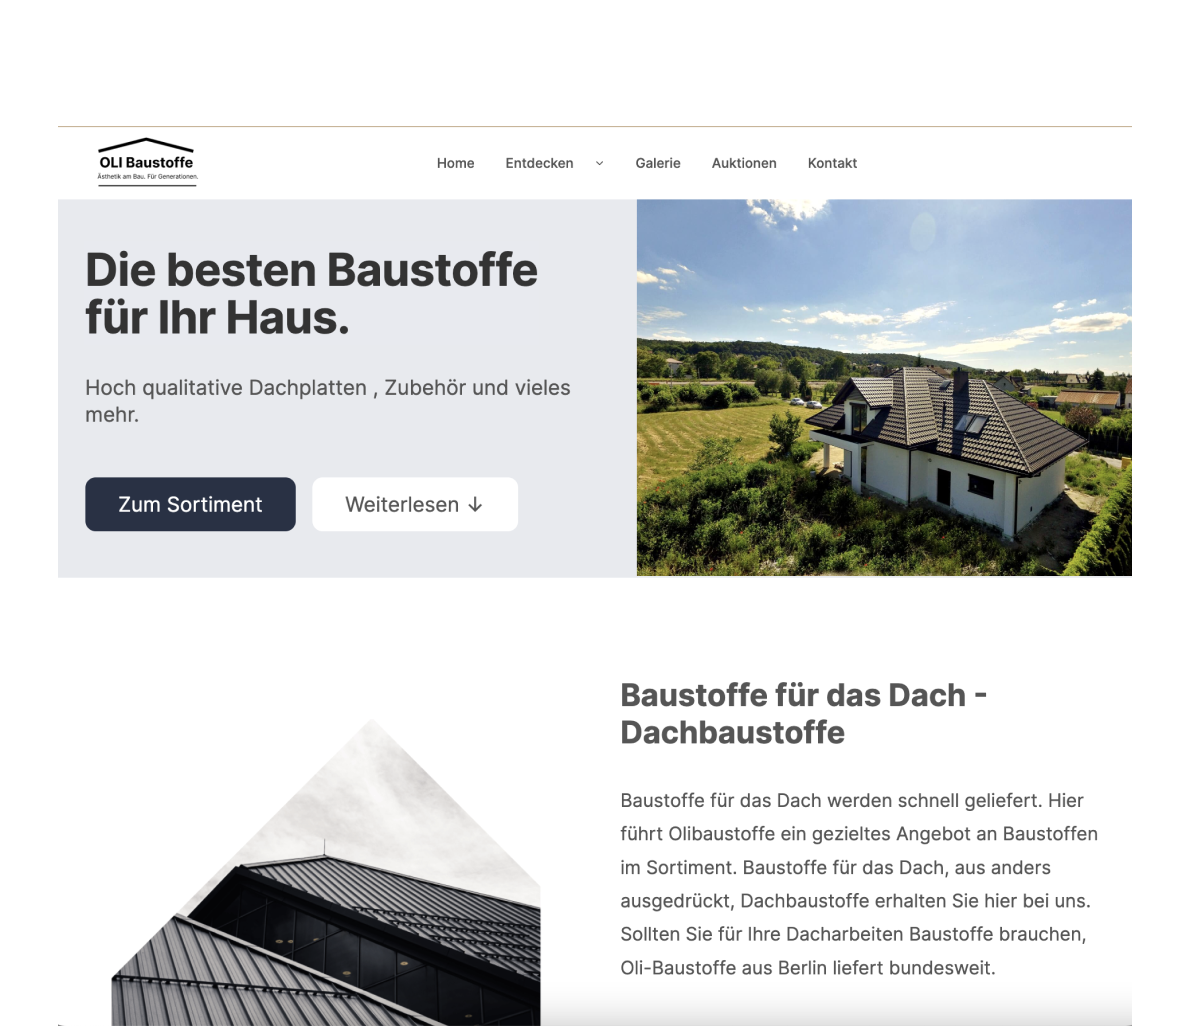 OLI Baustoffe
Ästhetik am Bau. Für Generationen.
Home Entdecken Galerie Auktionen Kontakt
Die besten Baustoffe
für Ihr Haus.
Hoch qualitative Dachplatten , Zubehör und vieles
mehr.
Zum Sortiment Weiterlesen ↓
Baustoffe für das Dach -
Dachbaustoffe
Baustoffe für das Dach werden schnell geliefert. Hier
führt Olibaustoffe ein gezieltes Angebot an Baustoffen
im Sortiment. Baustoffe für das Dach, aus anders
ausgedrückt, Dachbaustoffe erhalten Sie hier bei uns.
Sollten Sie für Ihre Dacharbeiten Baustoffe brauchen,
Oli-Baustoffe aus Berlin liefert bundesweit.